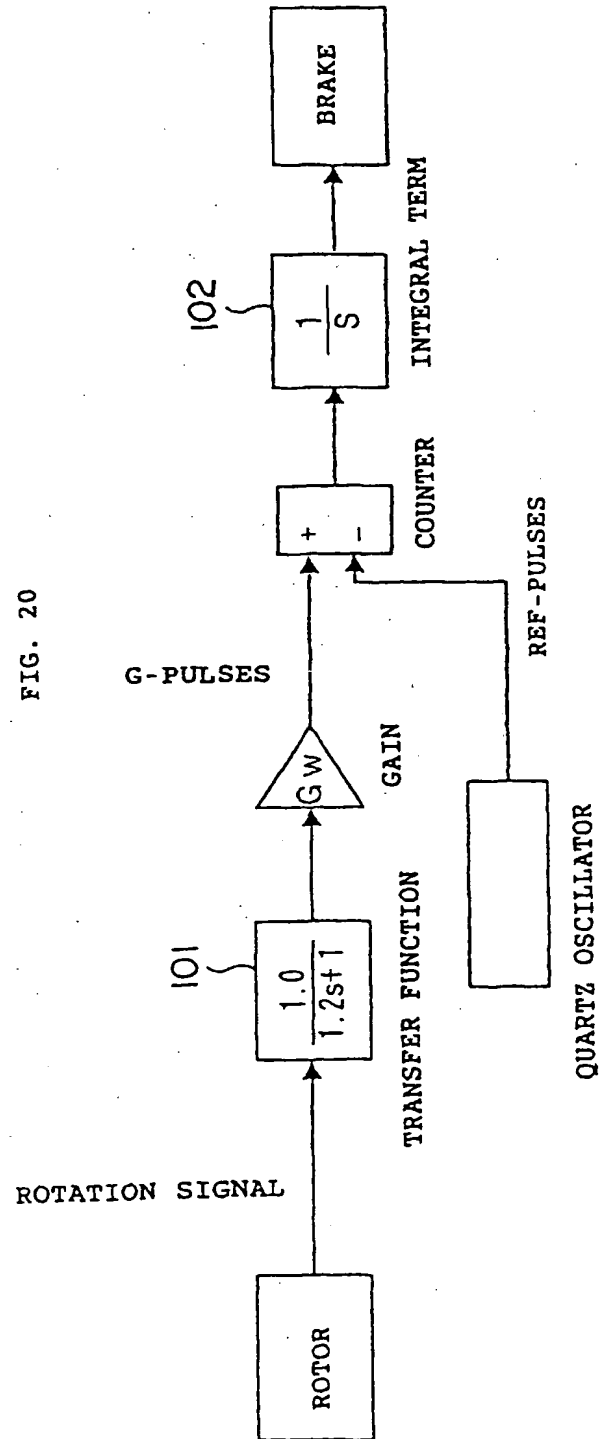 FIG. 20
ROTOR
ROTATION SIGNAL
101
1.0
1.2s+1
TRANSFER FUNCTION
GW
GAIN
G-PULSES
+
-
COUNTER
QUARTZ OSCILLATOR
REF-PULSES
102
1
S
INTEGRAL TERM
BRAKE